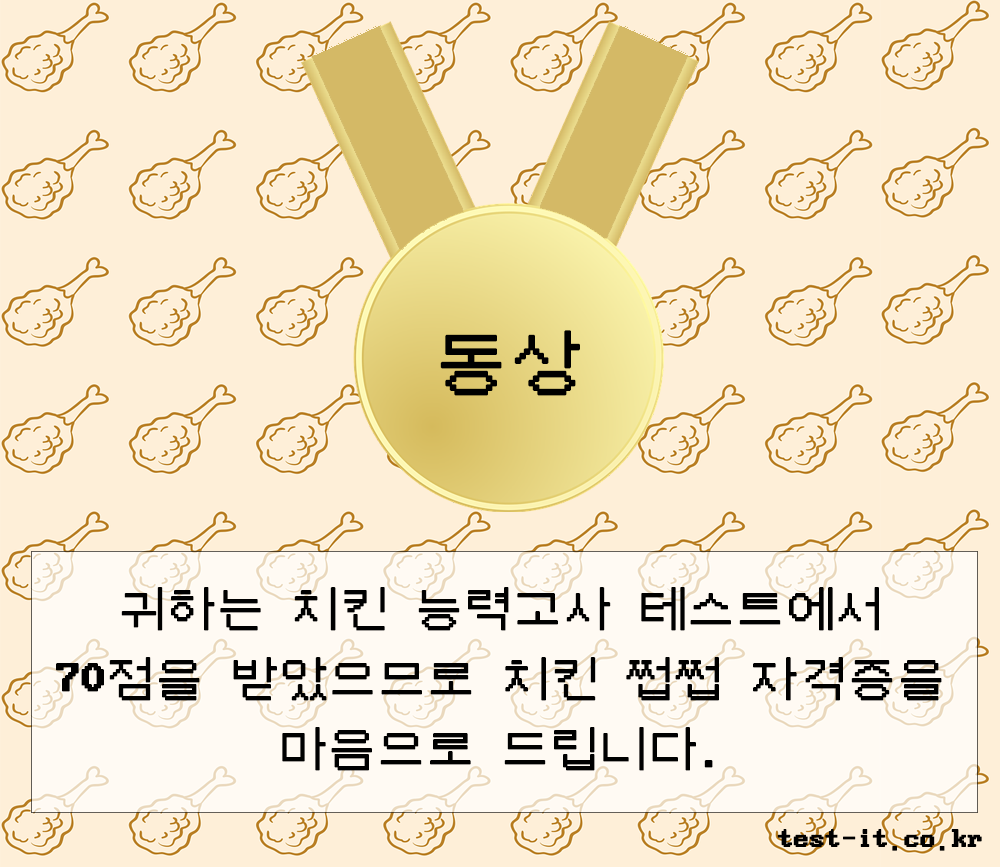 동상
귀하는 치킨 능력고사 테스트에서
70점을 받았으므로 치킨 쩝쩝 자격증을
마음으로 드립니다.
test-it.co.kr